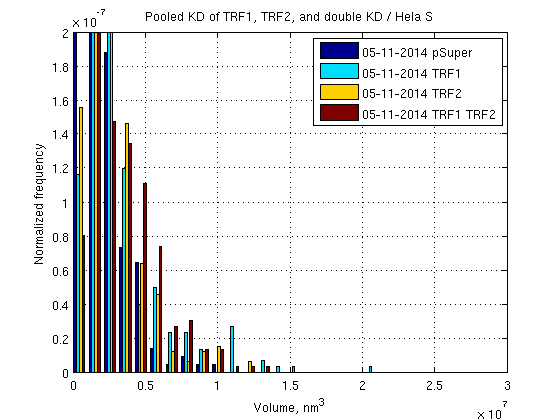 Pooled KD of TRF1, TRF2, and double KD / Hela S
x 10^-7
2
1.8
1.6
1.4
1.2
1
0.8
0.6
0.4
0.2
0
Normalized frequency
05-11-2014 pSuper
05-11-2014 TRF1
05-11-2014 TRF2
05-11-2014 TRF1 TRF2
0 0.5 1 1.5 2 2.5 3
Volume, nm^3
x 10^7